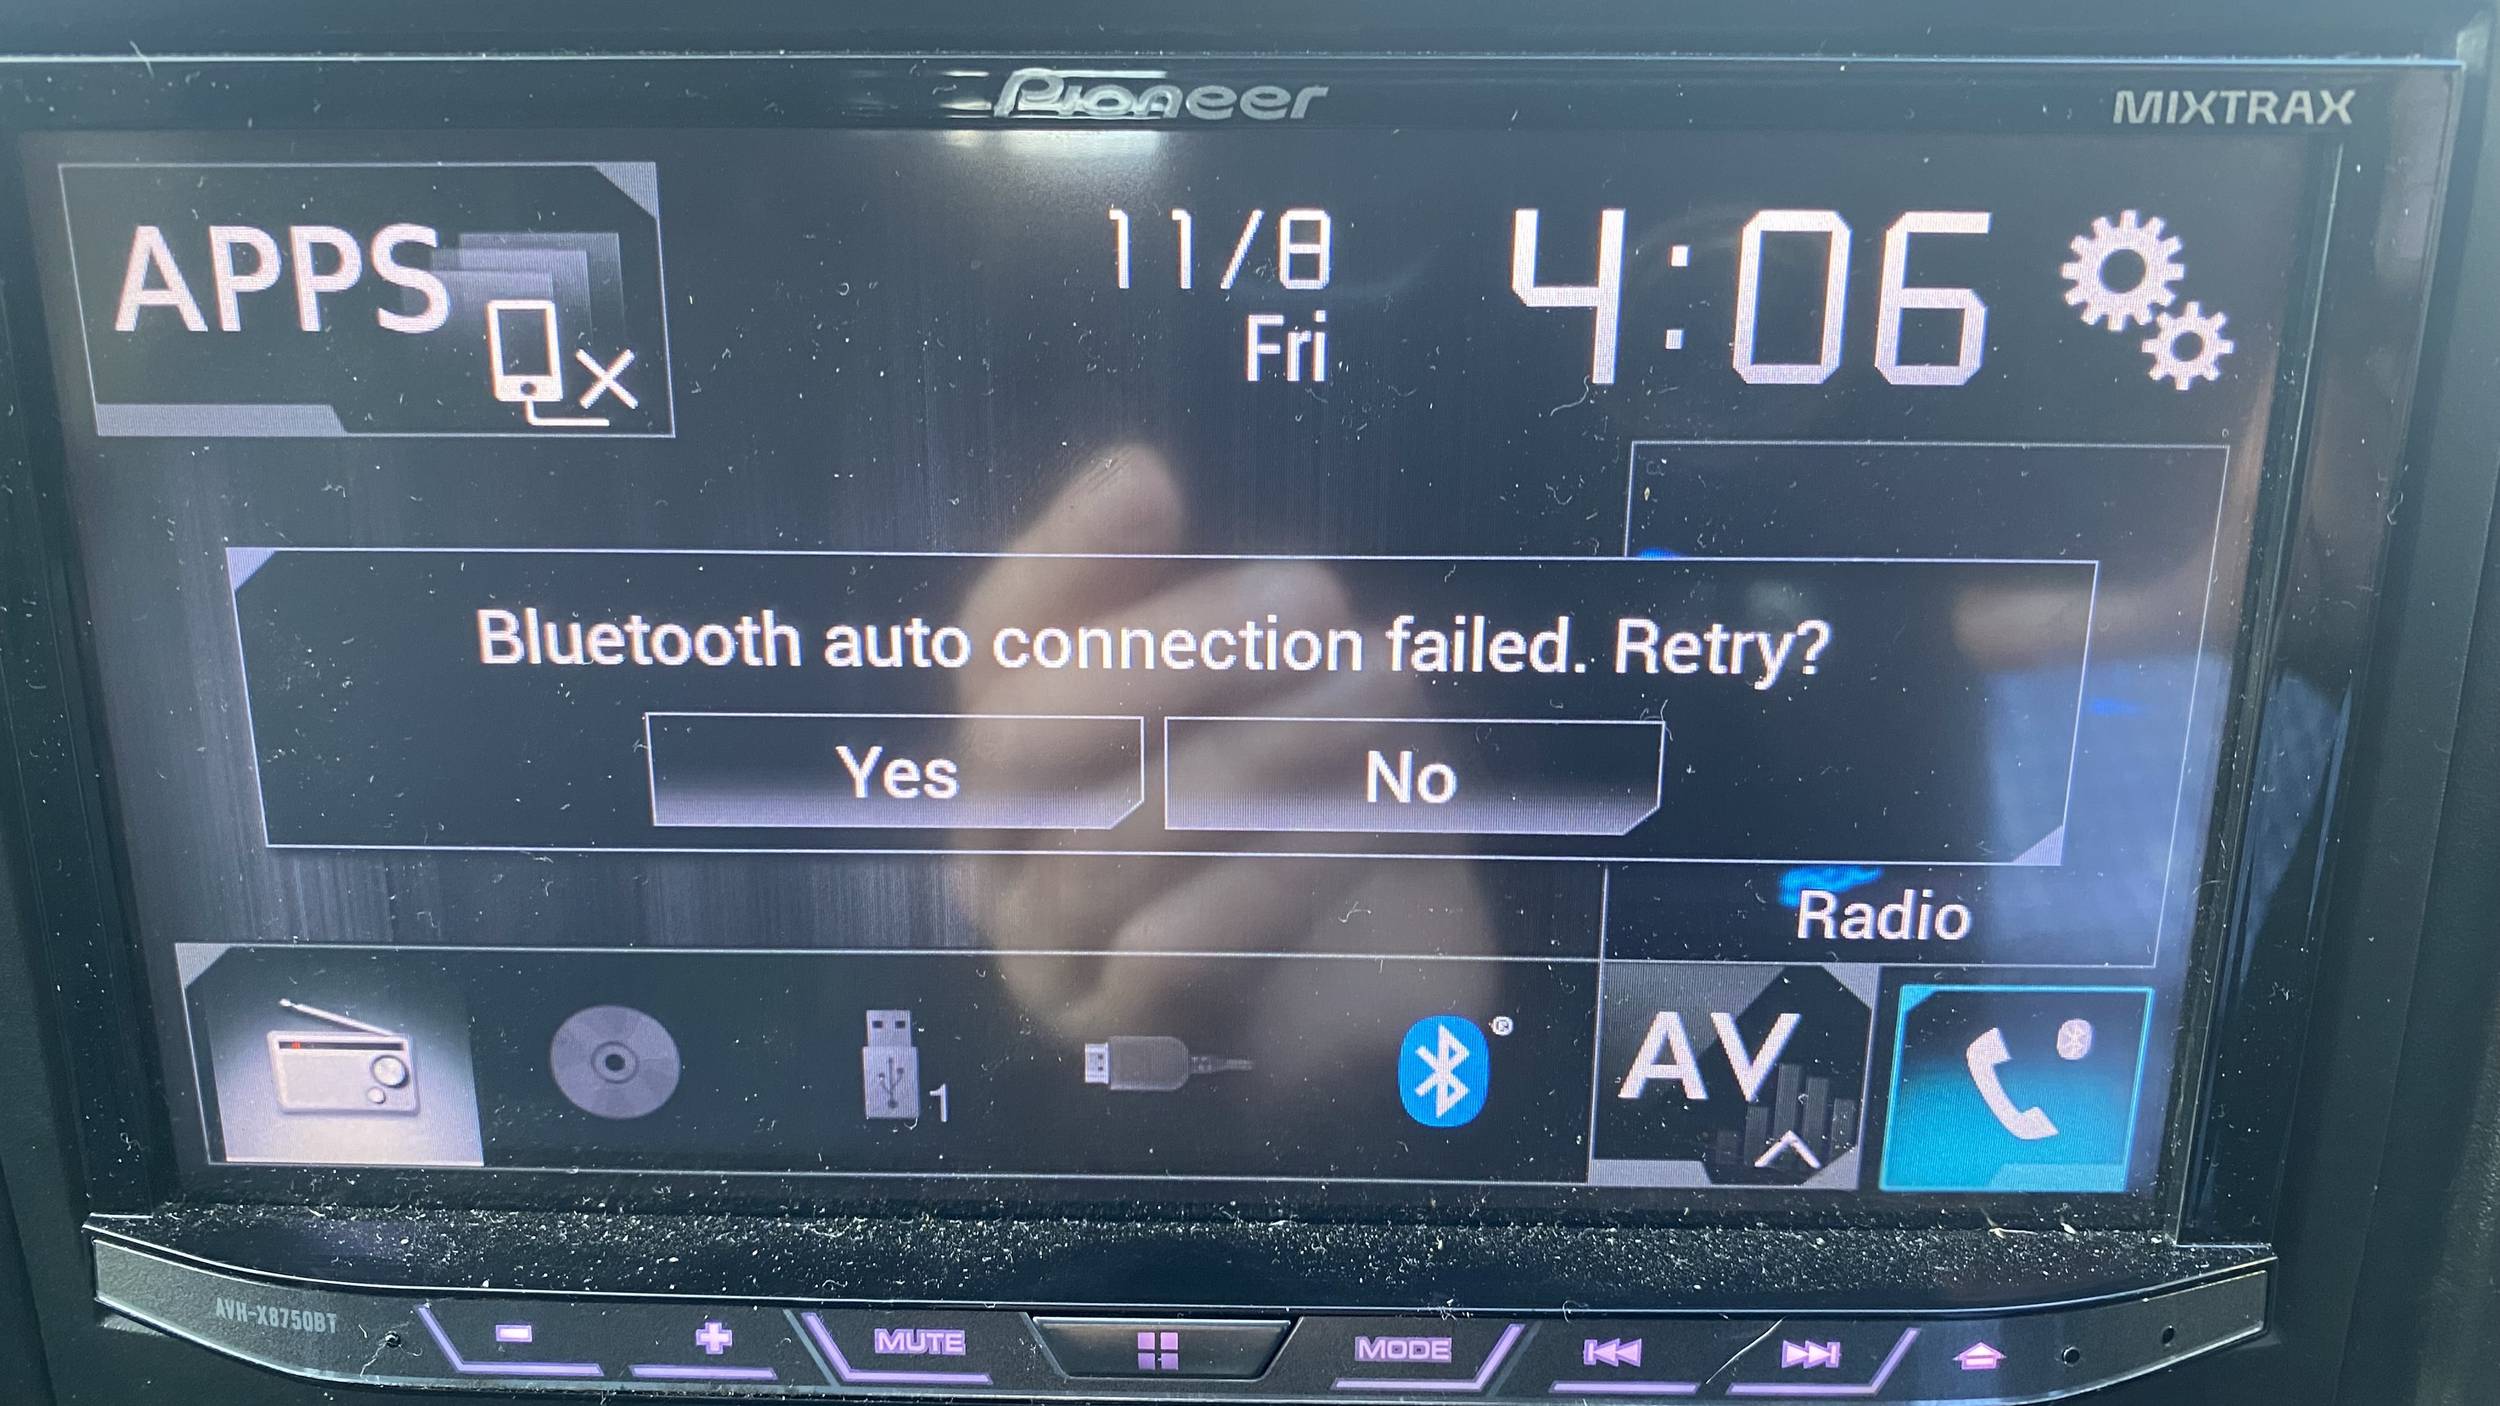 Pioneer
MIXTRAX
APPS
11/8
Fri
4:06
Bluetooth auto connection failed. Retry?
Yes
No
Radio
1
®
AV
AVH-X8750BT
MUTE
MODE